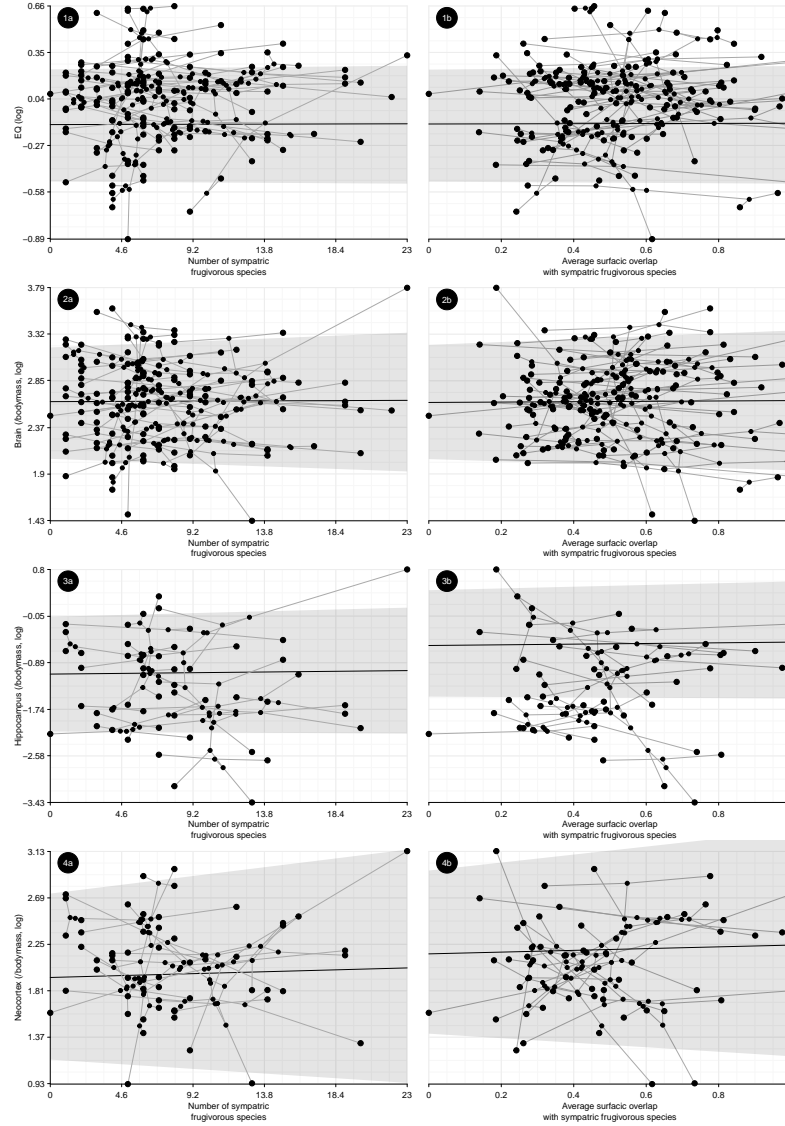 1a
0.66
0.35
0.04
−0.27
−0.58
−0.89
EQ (log)
0
4.6
9.2
13.8
18.4
23
Number of sympatric
frugivorous species
1b
0
0.2
0.4
0.6
0.8
Average surfacic overlap
with sympatric frugivorous species
2a
3.79
3.32
2.85
2.37
1.9
1.43
Brain (/bodymass, log)
0
4.6
9.2
13.8
18.4
23
Number of sympatric
frugivorous species
2b
0
0.2
0.4
0.6
0.8
Average surfacic overlap
with sympatric frugivorous species
3a
0.8
−0.05
−0.89
−1.74
−2.58
−3.43
Hippocampus (/bodymass, log)
0
4.6
9.2
13.8
18.4
23
Number of sympatric
frugivorous species
3b
0
0.2
0.4
0.6
0.8
Average surfacic overlap
with sympatric frugivorous species
4a
3.13
2.69
2.25
1.81
1.37
0.93
Neocortex (/bodymass, log)
0
4.6
9.2
13.8
18.4
23
Number of sympatric
frugivorous species
4b
0
0.2
0.4
0.6
0.8
Average surfacic overlap
with sympatric frugivorous species